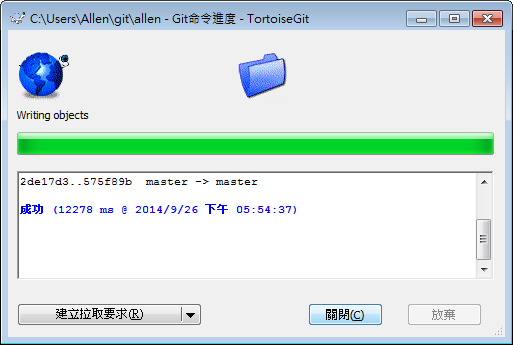 C:\Users\Allen\git\allen - Git命令進度 - TortoiseGit
Writing objects
2de17d3..575f89b  master -> master
成功 (12278 ms @ 2014/9/26 下午 05:54:37)
建立拉取要求(R)
關閉(C)
放棄